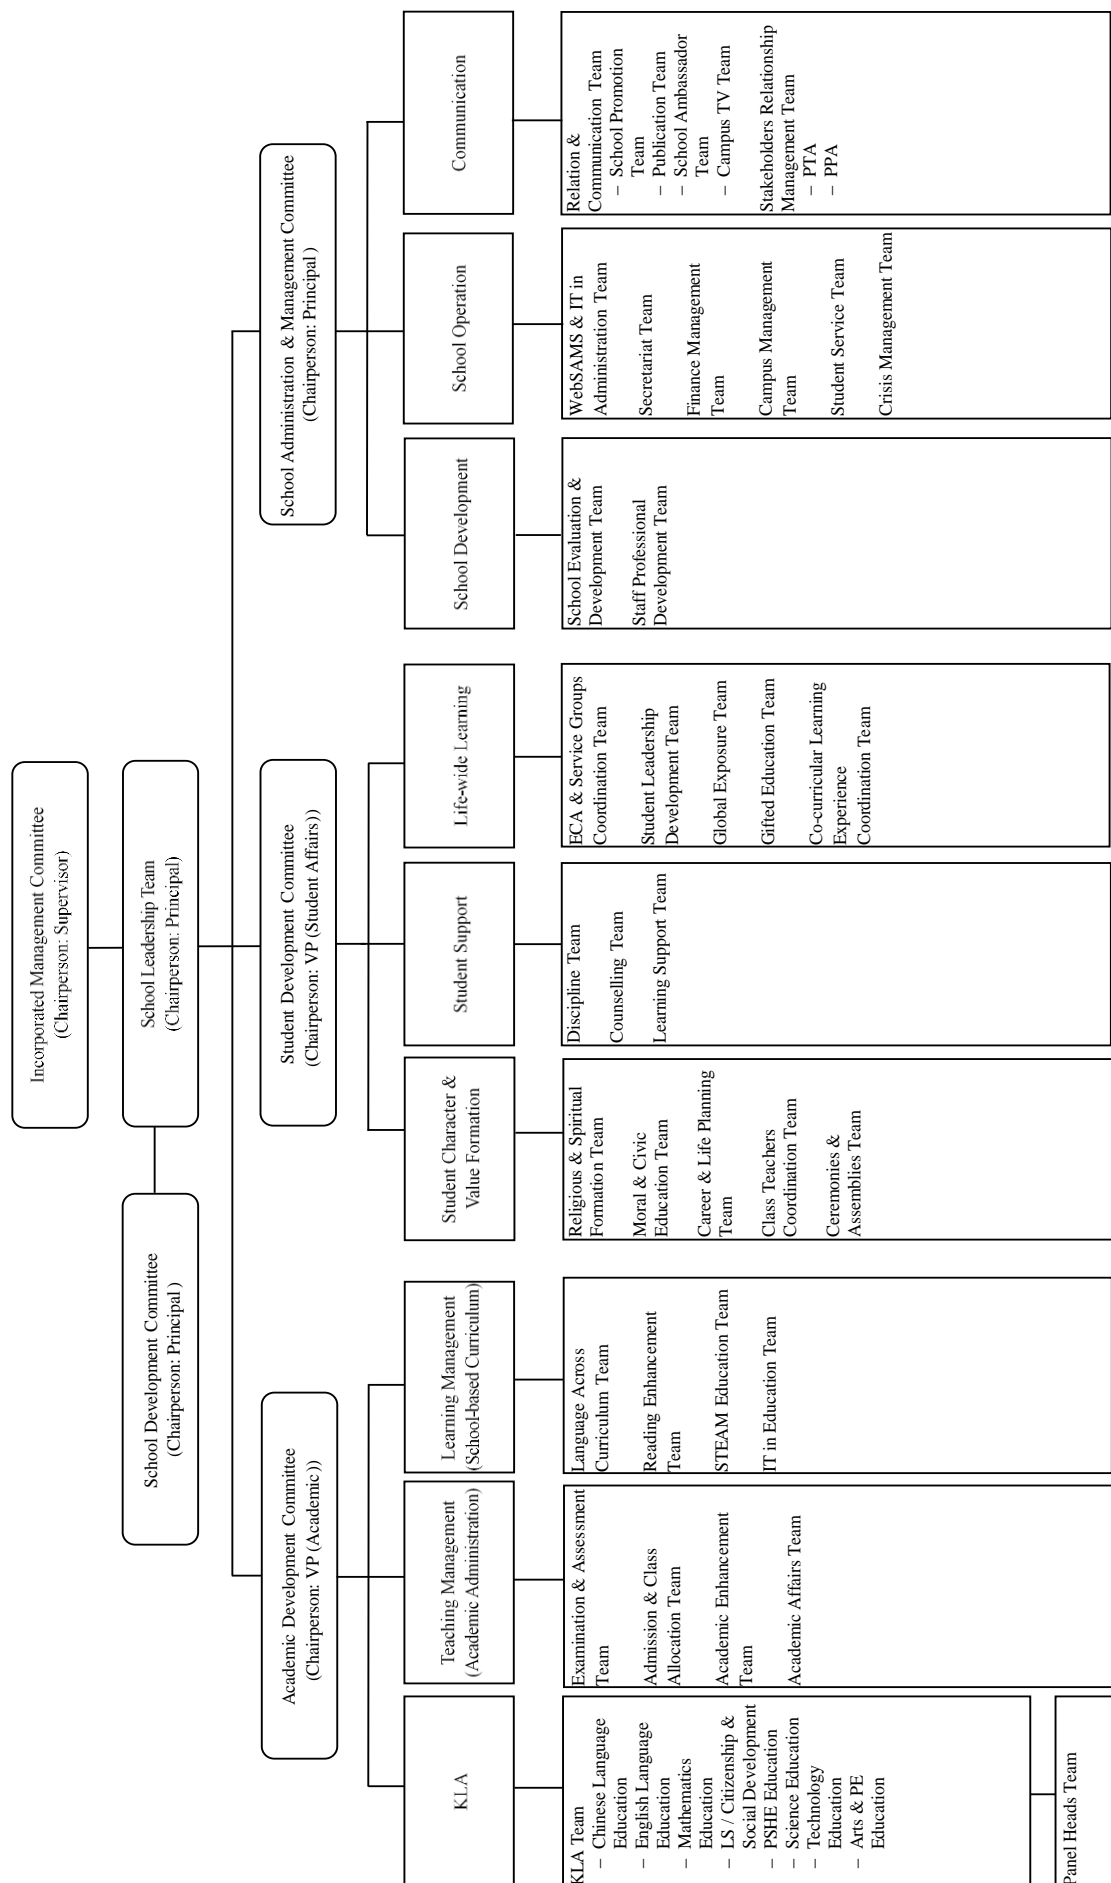 Incorporated Management Committee
(Chairperson: Supervisor)
School Development Committee
(Chairperson: Principal)
School Leadership Team
(Chairperson: Principal)
Academic Development Committee
(Chairperson: VP (Academic))
Student Development Committee
(Chairperson: VP (Student Affairs))
School Administration & Management Committee
(Chairperson: Principal)
KLA
Teaching Management
(Academic Administration)
Learning Management
(School-based Curriculum)
Student Character &
Value Formation
Student Support
Life-wide Learning
School Development
School Operation
Communication
KLA Team
– Chinese Language
Education
– English Language
Education
– Mathematics
Education
– LS / Citizenship &
Social Development
– PSHE Education
– Science Education
– Technology
Education
– Arts & PE
Education
Panel Heads Team
Examination & Assessment
Team
Admission & Class
Allocation Team
Academic Enhancement
Team
Academic Affairs Team
Language Across
Curriculum Team
Reading Enhancement
Team
STEAM Education Team
IT in Education Team
Religious & Spiritual
Formation Team
Moral & Civic
Education Team
Career & Life Planning
Team
Class Teachers
Coordination Team
Ceremonies &
Assemblies Team
Discipline Team
Counselling Team
Learning Support Team
ECA & Service Groups
Coordination Team
Student Leadership
Development Team
Global Exposure Team
Gifted Education Team
Co-curricular Learning
Experience
Coordination Team
School Evaluation &
Development Team
Staff Professional
Development Team
WebSAMS & IT in
Administration Team
Secretariat Team
Finance Management
Team
Campus Management
Team
Student Service Team
Crisis Management Team
Relation &
Communication Team
– School Promotion
Team
– Publication Team
– School Ambassador
Team
– Campus TV Team
Stakeholders Relationship
Management Team
– PTA
– PPA